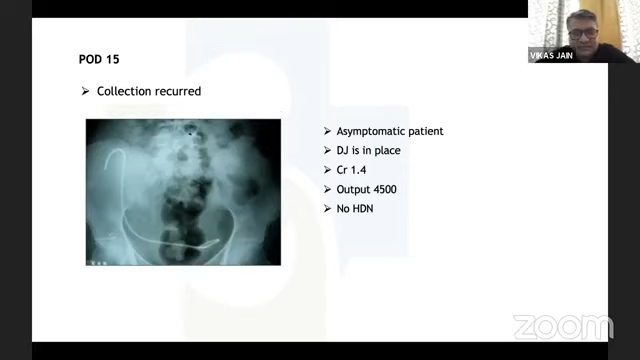 POD 15
VIKAS JAIN
➢ Collection recurred
➢ Asymptomatic patient
➢ DJ is in place
➢ Cr 1.4
➢ Output 4500
➢ No HDN
zoom